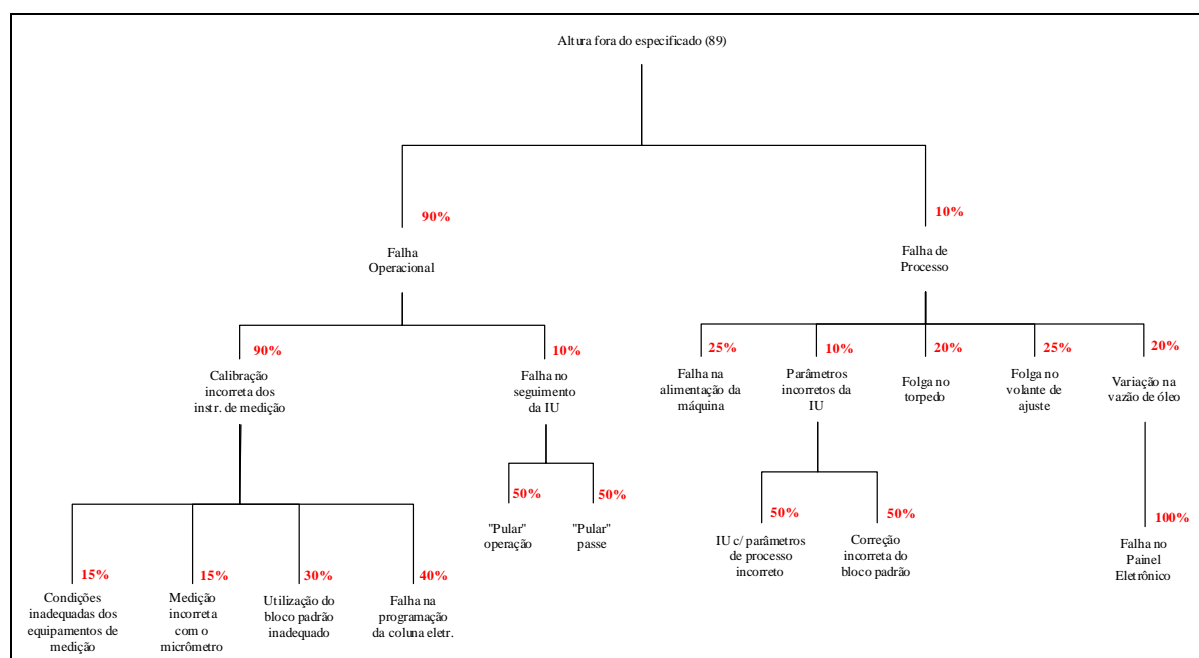 Altura fora do especificado (89)
90%
10%
Falha
Operacional
Falha de
Processo
90%
10%
25%
10%
20%
25%
20%
Calibração
incorreta dos
instr. de medição
Falha no
seguimento
da IU
Falha na
alimentação da
máquina
Parâmetros
incorretos da
IU
Folga no
torpedo
Folga no
volante de
ajuste
Variação na
vazão de óleo
50%
50%
"Pular"
operação
"Pular"
passe
50%
50%
100%
IU c/ parâmetros
de processo
incorreto
Correção
incorreta do
bloco padrão
Falha no
Painel
Eletrônico
15%
15%
30%
40%
Condições
inadequadas dos
equipamentos de
medição
Medição
incorreta
com o
micrômetro
Utilização do
bloco padrão
inadequado
Falha na
programação
da coluna eletr.